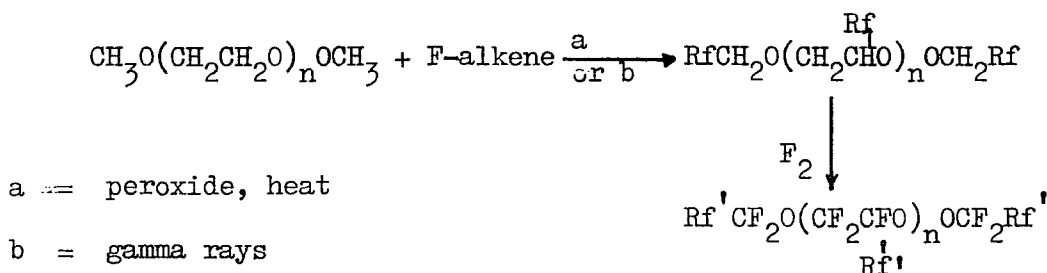 Rf
CH3O(CH2CH2O)nOCH3 + F-alkene a or b RfCH2O(CH2CHO)nOCH2Rf
F2
a = peroxide, heat
Rf'CF2O(CF2CFO)nOCF2Rf'
b = gamma rays
Rf'